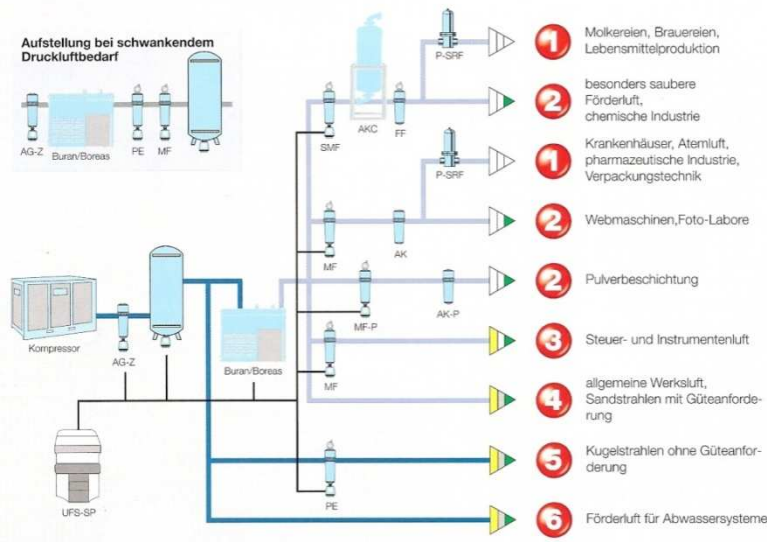 Aufstellung bei schwankendem
Druckluftbedarf
AG-Z
Buran/Boreas
PE
MF
P-SRF
1
Molkereien, Brauereien,
Lebensmittelproduktion
SMF
AKC
FF
2
besonders saubere
Förderluft,
chemische Industrie
P-SRF
1
Krankenhäuser, Atemluft,
pharmazeutische Industrie,
Verpackungstechnik
MF
AK
2
Webmaschinen,Foto-Labore
MF-P
AK-P
2
Pulverbeschichtung
Kompressor
AG-Z
Buran/Boreas
MF
3
Steuer- und Instrumentenluft
4
allgemeine Werksluft,
Sandstrahlen mit Güteanforde-
rung
UFS-SP
PE
5
Kugelstrahlen ohne Güteanfor-
derung
6
Förderluft für Abwassersysteme